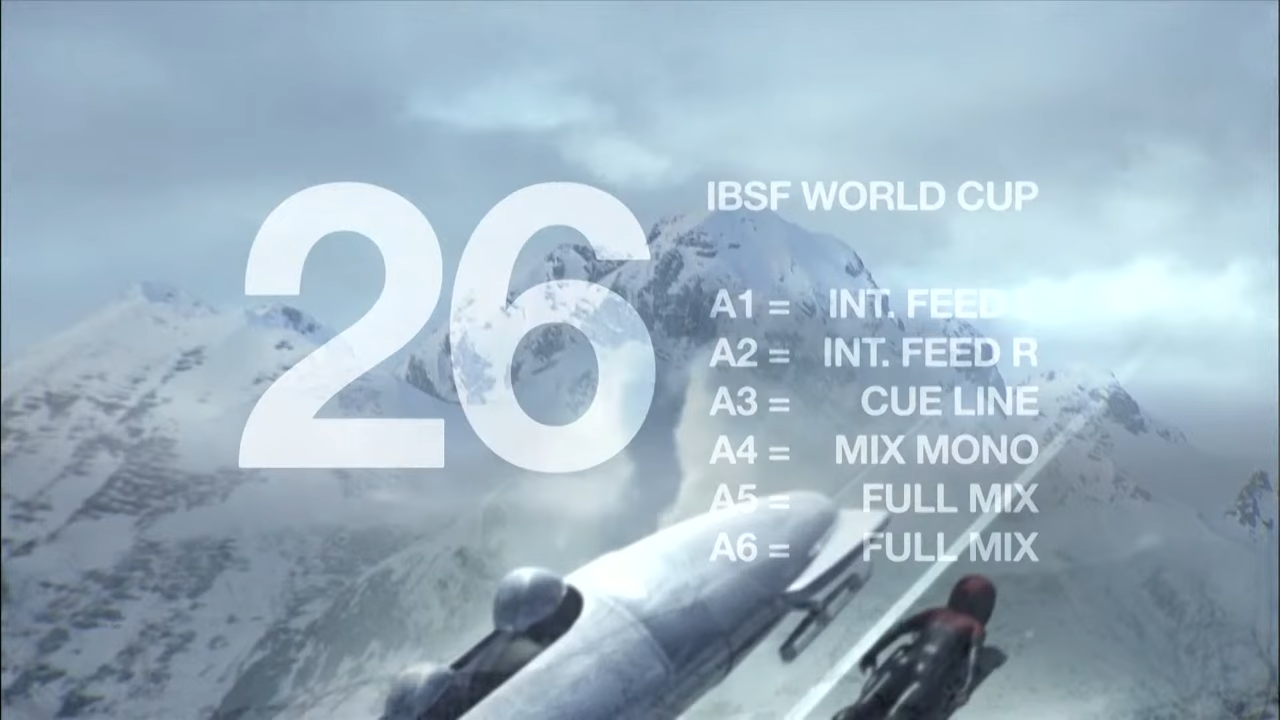 26
IBSF WORLD CUP
A1 = INT. FEED
A2 = INT. FEED R
A3 = CUE LINE
A4 = MIX MONO
A5 = FULL MIX
A6 = FULL MIX